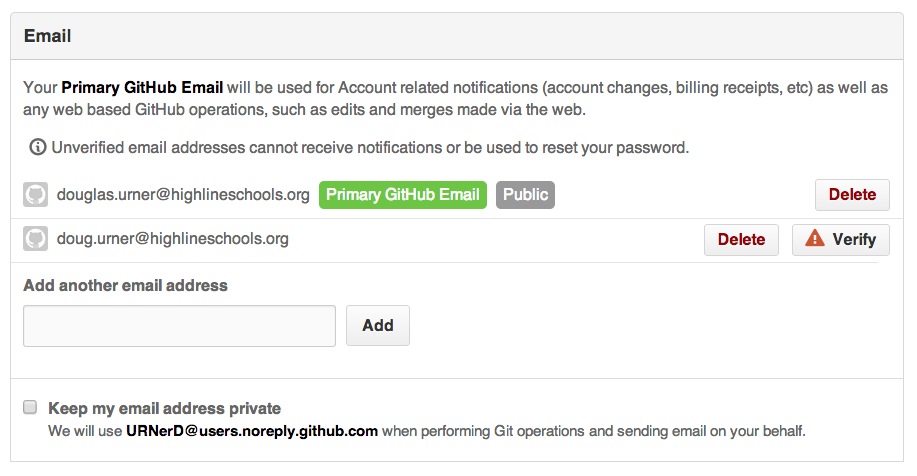 Email
Your Primary GitHub Email will be used for Account related notifications (account changes, billing receipts, etc) as well as
any web based GitHub operations, such as edits and merges made via the web.
Unverified email addresses cannot receive notifications or be used to reset your password.
douglas.urner@highlineschools.org Primary GitHub Email Public Delete
doug.urner@highlineschools.org Delete Verify
Add another email address
Add
Keep my email address private
We will use URNerD@users.noreply.github.com when performing Git operations and sending email on your behalf.